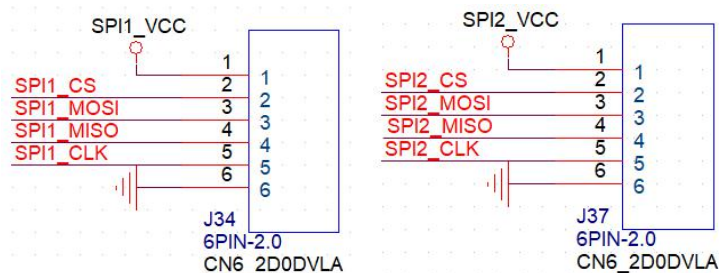 SPI1_VCC
1 1
SPI1_CS 2 2
SPI1_MOSI 3 3
SPI1_MISO 4 4
SPI1_CLK 5 5
6 6
J34
6PIN-2.0
CN6_2D0DVLA
SPI2_VCC
1 1
SPI2_CS 2 2
SPI2_MOSI 3 3
SPI2_MISO 4 4
SPI2_CLK 5 5
6 6
J37
6PIN-2.0
CN6_2D0DVLA